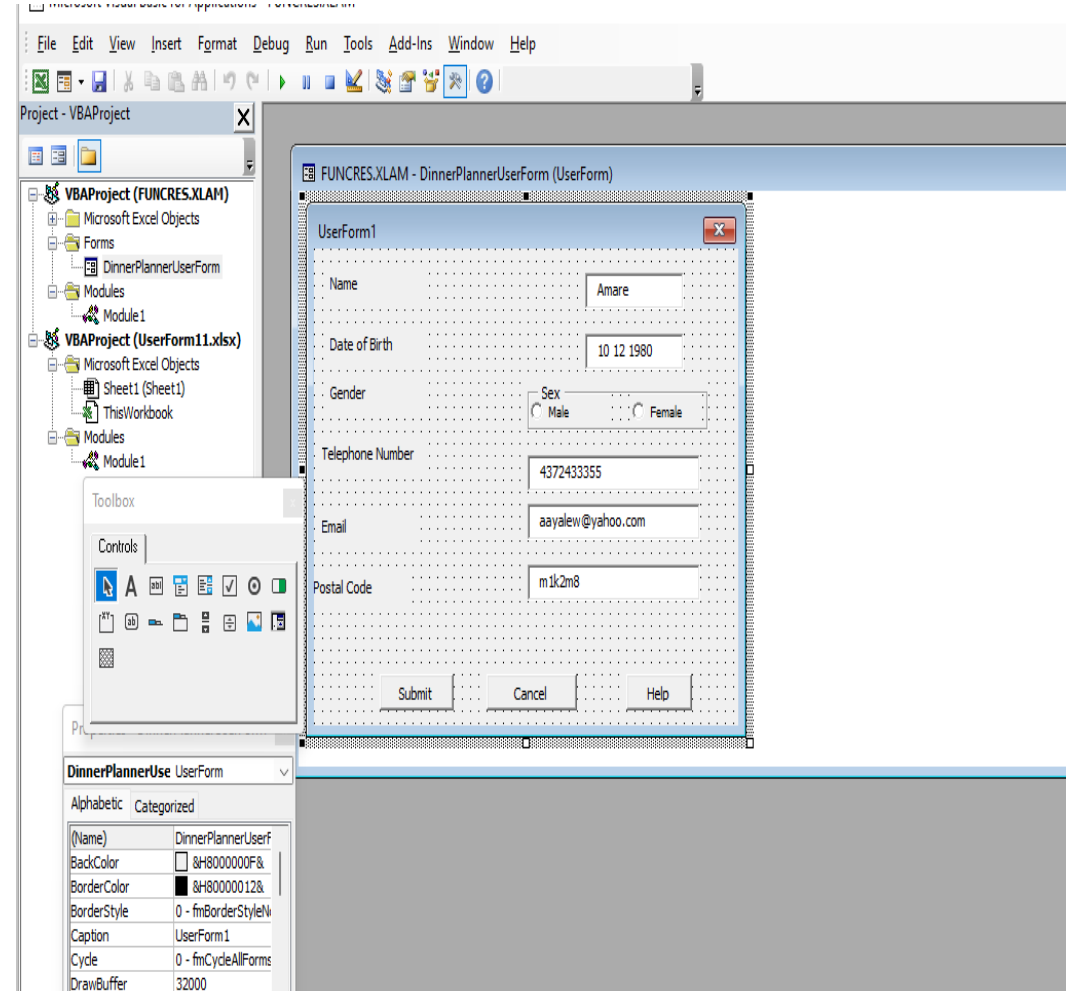 Microsoft Visual Basic for Applications - FUNCRES.XLAM
File Edit View Insert Format Debug Run Tools Add-Ins Window Help
Project - VBAProject
VBAProject (FUNCRES.XLAM)
Microsoft Excel Objects
Forms
DinnerPlannerUserForm
Modules
Module1
VBAProject (UserForm11.xlsx)
Microsoft Excel Objects
Sheet1 (Sheet1)
ThisWorkbook
Modules
Module1
Toolbox
Controls
DinnerPlannerUse UserForm
Alphabetic Categorized
(Name) DinnerPlannerUserF
BackColor &H8000000F&
BorderColor &H80000012&
BorderStyle 0 - fmBorderStyleNo
Caption UserForm1
Cycle 0 - fmCycleAllForms
DrawBuffer 32000
FUNCRES.XLAM - DinnerPlannerUserForm (UserForm)
UserForm1
Name Amare
Date of Birth 10 12 1980
Gender Sex
Male Female
Telephone Number 4372433355
Email aayalew@yahoo.com
Postal Code m1k2m8
Submit Cancel Help